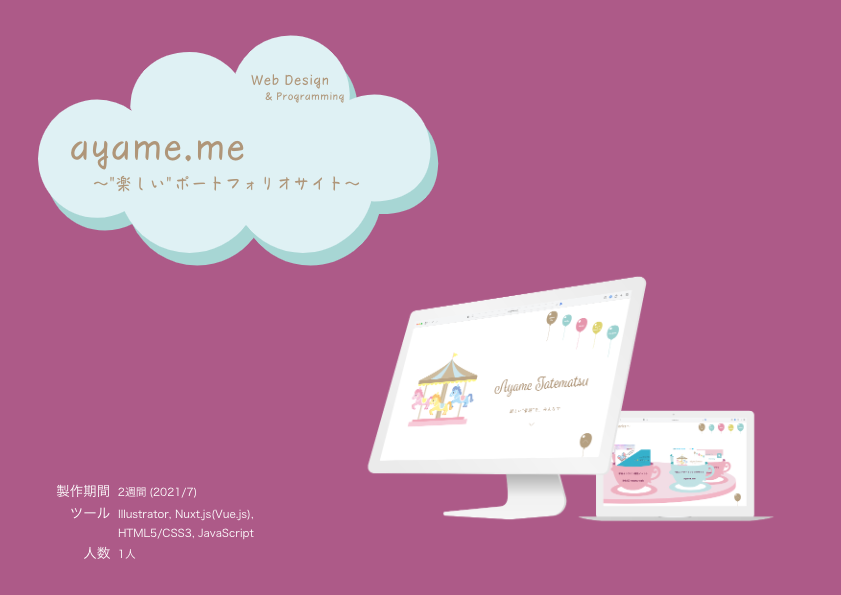 Web Design
& Programming
ayame.me
〜"楽しい"ポートフォリオサイト〜
Ayame Tatematsu
製作期間 2週間 (2021/7)
ツール Illustrator, Nuxt.js(Vue.js),
HTML5/CSS3, JavaScript
人数 1人